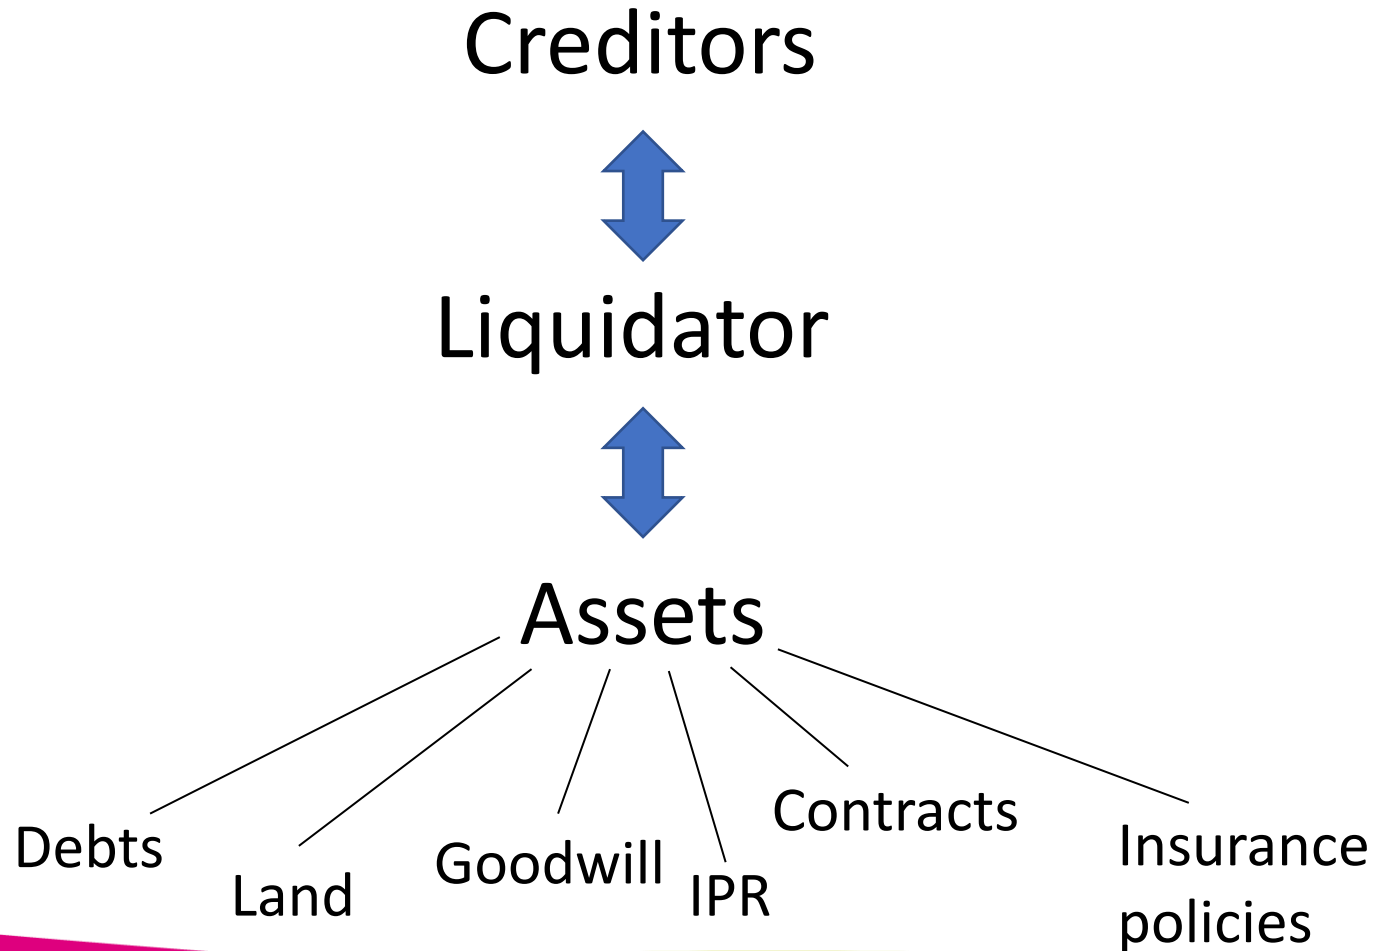 Creditors
Liquidator
Assets
Debts
Land
Goodwill
IPR
Contracts
Insurance
policies